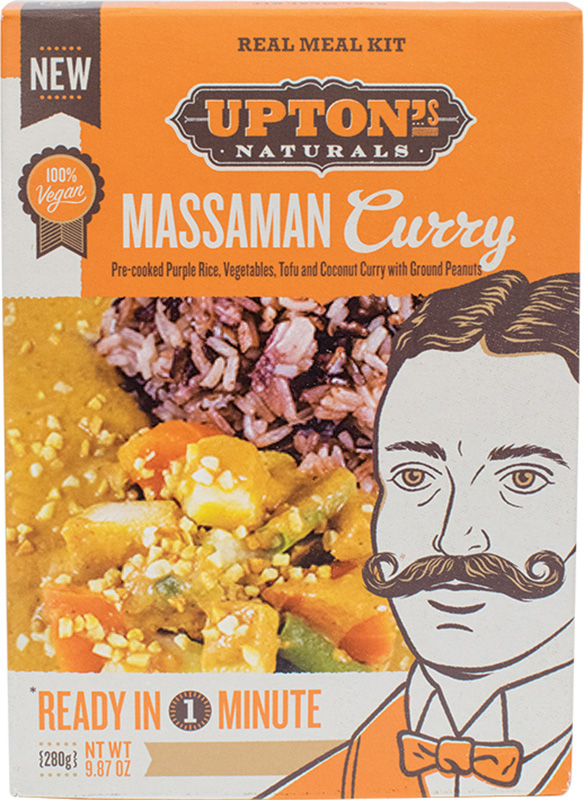 REAL MEAL KIT
NEW
UPTON'S
NATURALS
100%
Vegan
MASSAMAN Curry
Pre-cooked Purple Rice, Vegetables, Tofu and Coconut Curry with Ground Peanuts
*READY IN 1 MINUTE
{280g} NT WT
9.87 OZ